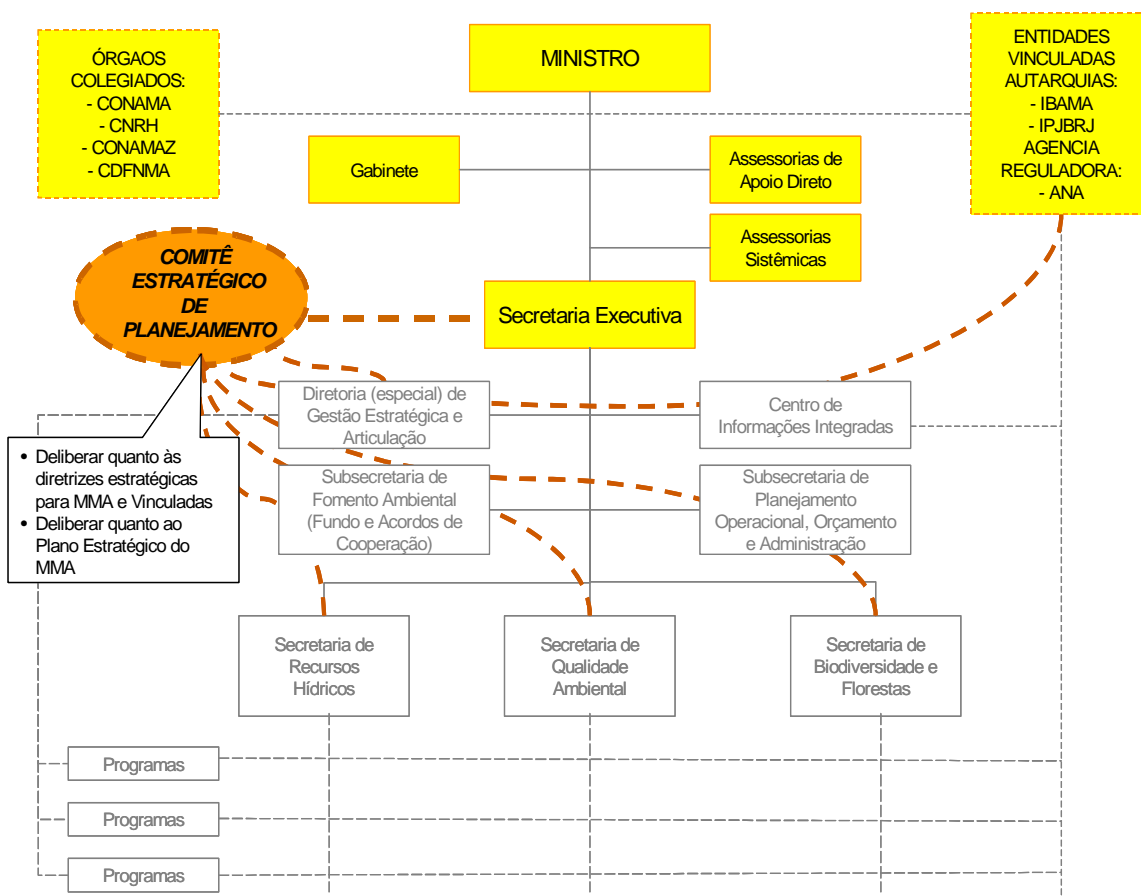 ÓRGAOS
COLEGIADOS:
- CONAMA
- CNRH
- CONAMAZ
- CDFNMA
MINISTRO
ENTIDADES
VINCULADAS
AUTARQUIAS:
- IBAMA
- IPJBRJ
AGENCIA
REGULADORA:
- ANA
Gabinete
Assessorias de
Apoio Direto
Assessorias
Sistêmicas
COMITÊ
ESTRATÉGICO
DE
PLANEJAMENTO
Secretaria Executiva
Diretoria (especial) de
Gestão Estratégica e
Articulação
Centro de
Informações Integradas
• Deliberar quanto às
diretrizes estratégicas
para MMA e Vinculadas
• Deliberar quanto ao
Plano Estratégico do
MMA
Subsecretaria de
Fomento Ambiental
(Fundo e Acordos de
Cooperação)
Subsecretaria de
Planejamento
Operacional, Orçamento
e Administração
Secretaria de
Recursos
Hídricos
Secretaria de
Qualidade
Ambiental
Secretaria de
Biodiversidade e
Florestas
Programas
Programas
Programas